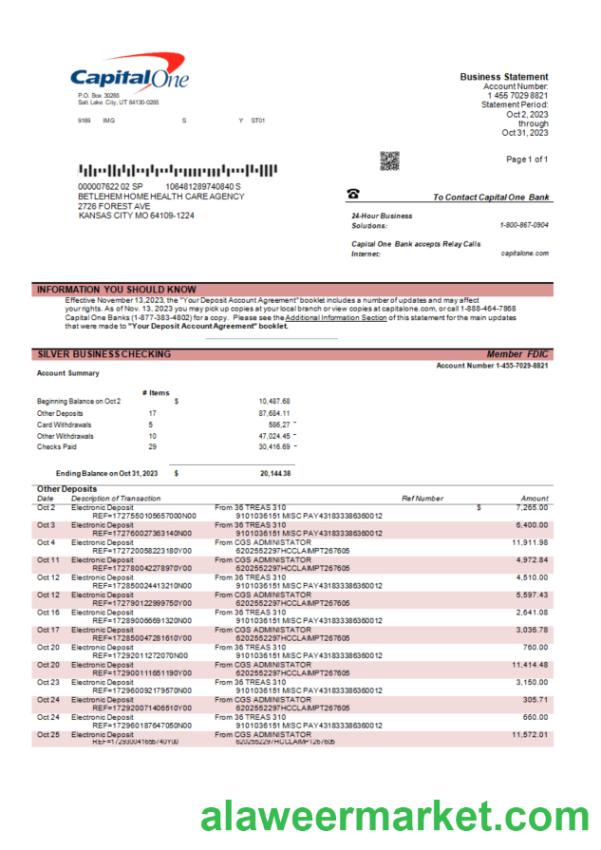 CapitalOne
P.O. Box 30285
Salt Lake City, UT 84130-0285
9169 IMG S Y ST01
Business Statement
Account Number:
1 455 7029 8821
Statement Period:
Oct 2, 2023
through
Oct 31, 2023
Page 1 of 1
000007622 02 SP 106481289740840 S
BETLEHEM HOME HEALTH CARE AGENCY
2726 FOREST AVE
KANSAS CITY MO 64109-1224
To Contact Capital One Bank
24-Hour Business
Solutions: 1-800-867-0904
Capital One Bank accepts Relay Calls
Internet: capitalone.com
INFORMATION YOU SHOULD KNOW
Effective November 13, 2023, the "Your Deposit Account Agreement" booklet includes a number of updates and may affect
your rights. As of Nov. 13, 2023 you may pick up copies at your local branch or view copies at capitalone.com, or call 1-888-464-7868
Capital One Banks (1-877-383-4802) for a copy. Please see the Additional Information Section of this statement for the main updates
that were made to "Your Deposit Account Agreement" booklet.
SILVER BUSINESS CHECKING Member FDIC
Account Number 1-455-7029-8821
Account Summary
# Items
Beginning Balance on Oct 2 $ 10,487.68
Other Deposits 17 87,684.11
Card Withdrawals 5 586,27 -
Other Withdrawals 10 47,024.45 -
Checks Paid 29 30,416.69 -
Ending Balance on Oct 31, 2023 $ 20,144.38
Other Deposits
Date Description of Transaction Ref Number Amount
Oct 2 Electronic Deposit From 36 TREAS 310 $ 7,265.00
REF=1727550105657000N00 9101036151 MISC PAY431833386360012
Oct 3 Electronic Deposit From 36 TREAS 310 6,400.00
REF=172760027363140N00 9101036151 MISC PAY431833386360012
Oct 4 Electronic Deposit From CGS ADMINISTATOR 11,911.98
REF=172720058223180Y00 6202552297HCCLAIMPT267605
Oct 11 Electronic Deposit From CGS ADMINISTATOR 4,972.84
REF=172780042278970Y00 6202552297HCCLAIMPT267605
Oct 12 Electronic Deposit From 36 TREAS 310 4,510.00
REF=172850024413210N00 9101036151 MISC PAY431833386360012
Oct 12 Electronic Deposit From CGS ADMINISTATOR 5,597.43
REF=172790122999750Y00 6202552297HCCLAIMPT267605
Oct 16 Electronic Deposit From 36 TREAS 310 2,641.08
REF=172890066691320N00 9101036151 MISC PAY431833386360012
Oct 17 Electronic Deposit From CGS ADMINISTATOR 3,036.78
REF=172850047281610Y00 6202552297HCCLAIMPT267605
Oct 20 Electronic Deposit From 36 TREAS 310 760.00
REF=17292011272070N00 9101036151 MISC PAY431833386360012
Oct 20 Electronic Deposit From CGS ADMINISTATOR 11,414.48
REF=172900111651190Y00 6202552297HCCLAIMPT267605
Oct 23 Electronic Deposit From 36 TREAS 310 3,150.00
REF=172960092179570N00 9101036151 MISC PAY431833386360012
Oct 24 Electronic Deposit From CGS ADMINISTATOR 305.71
REF=172920071406610Y00 6202552297HCCLAIMPT267605
Oct 24 Electronic Deposit From 36 TREAS 310 660.00
REF=172960187647050N00 9101036151 MISC PAY431833386360012
Oct 25 Electronic Deposit From CGS ADMINISTATOR 11,572.01
REF=172930041666740Y00 6202552297HCCLAIMPT267605
alaweermarket.com